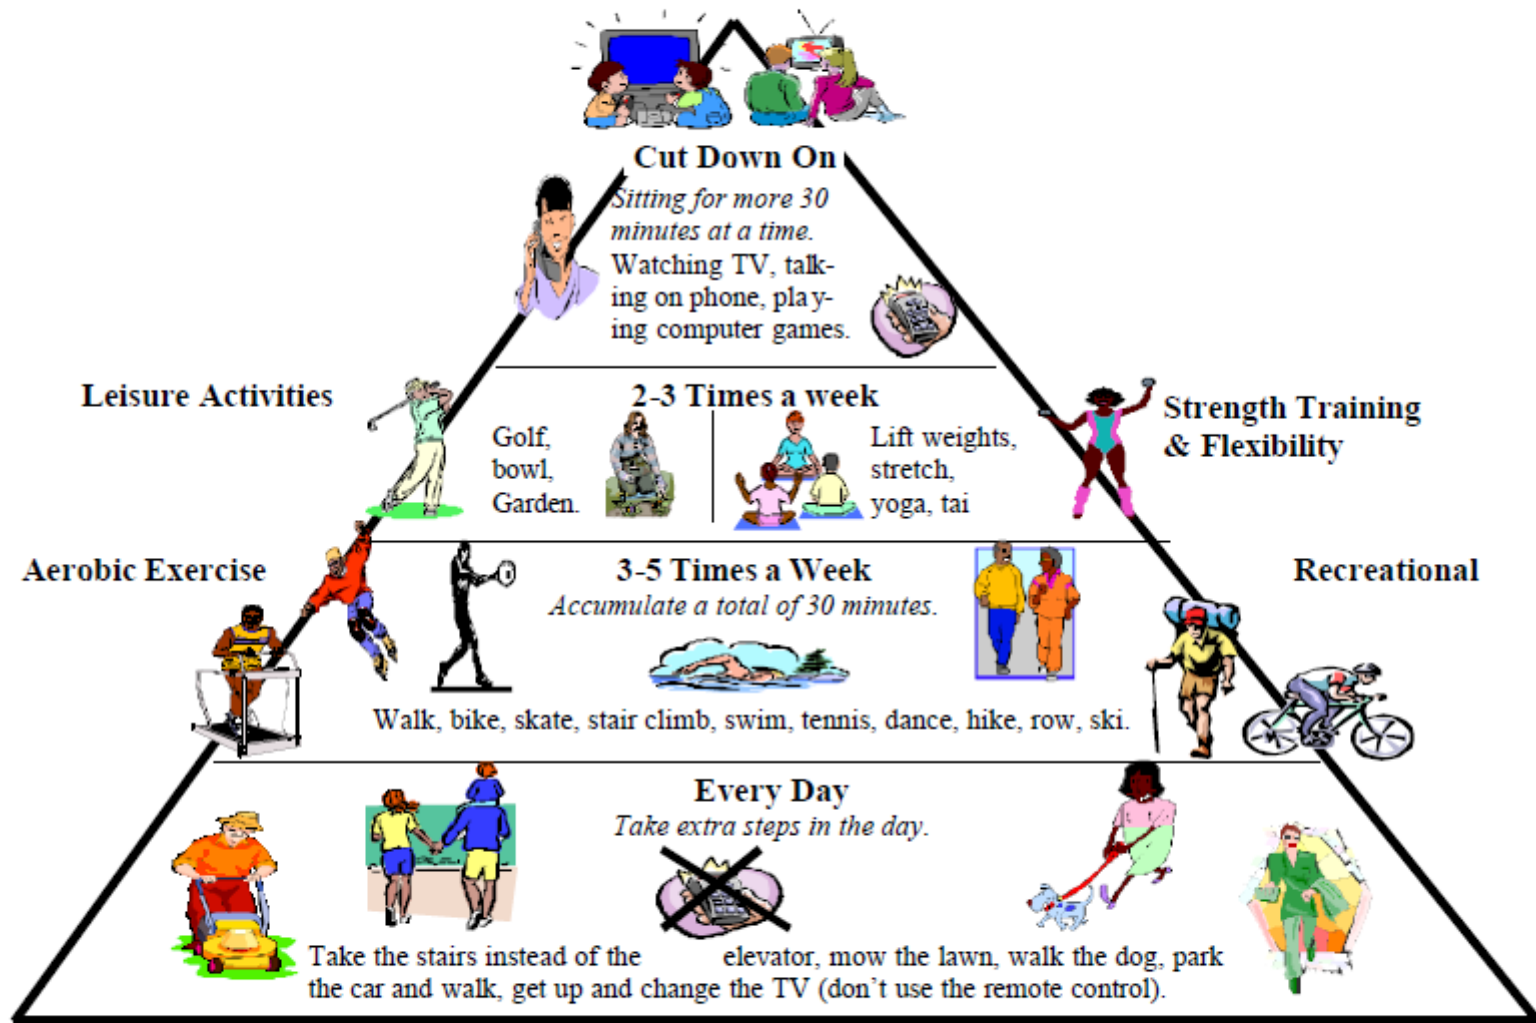 Cut Down On
Sitting for more 30
minutes at a time.
Watching TV, talk-
ing on phone, play-
ing computer games.
Leisure Activities
2-3 Times a week
Golf,
bowl,
Garden.
Lift weights,
stretch,
yoga, tai
Strength Training
& Flexibility
Aerobic Exercise
3-5 Times a Week
Accumulate a total of 30 minutes.
Recreational
Walk, bike, skate, stair climb, swim, tennis, dance, hike, row, ski.
Every Day
Take extra steps in the day.
Take the stairs instead of the elevator, mow the lawn, walk the dog, park
the car and walk, get up and change the TV (don't use the remote control).